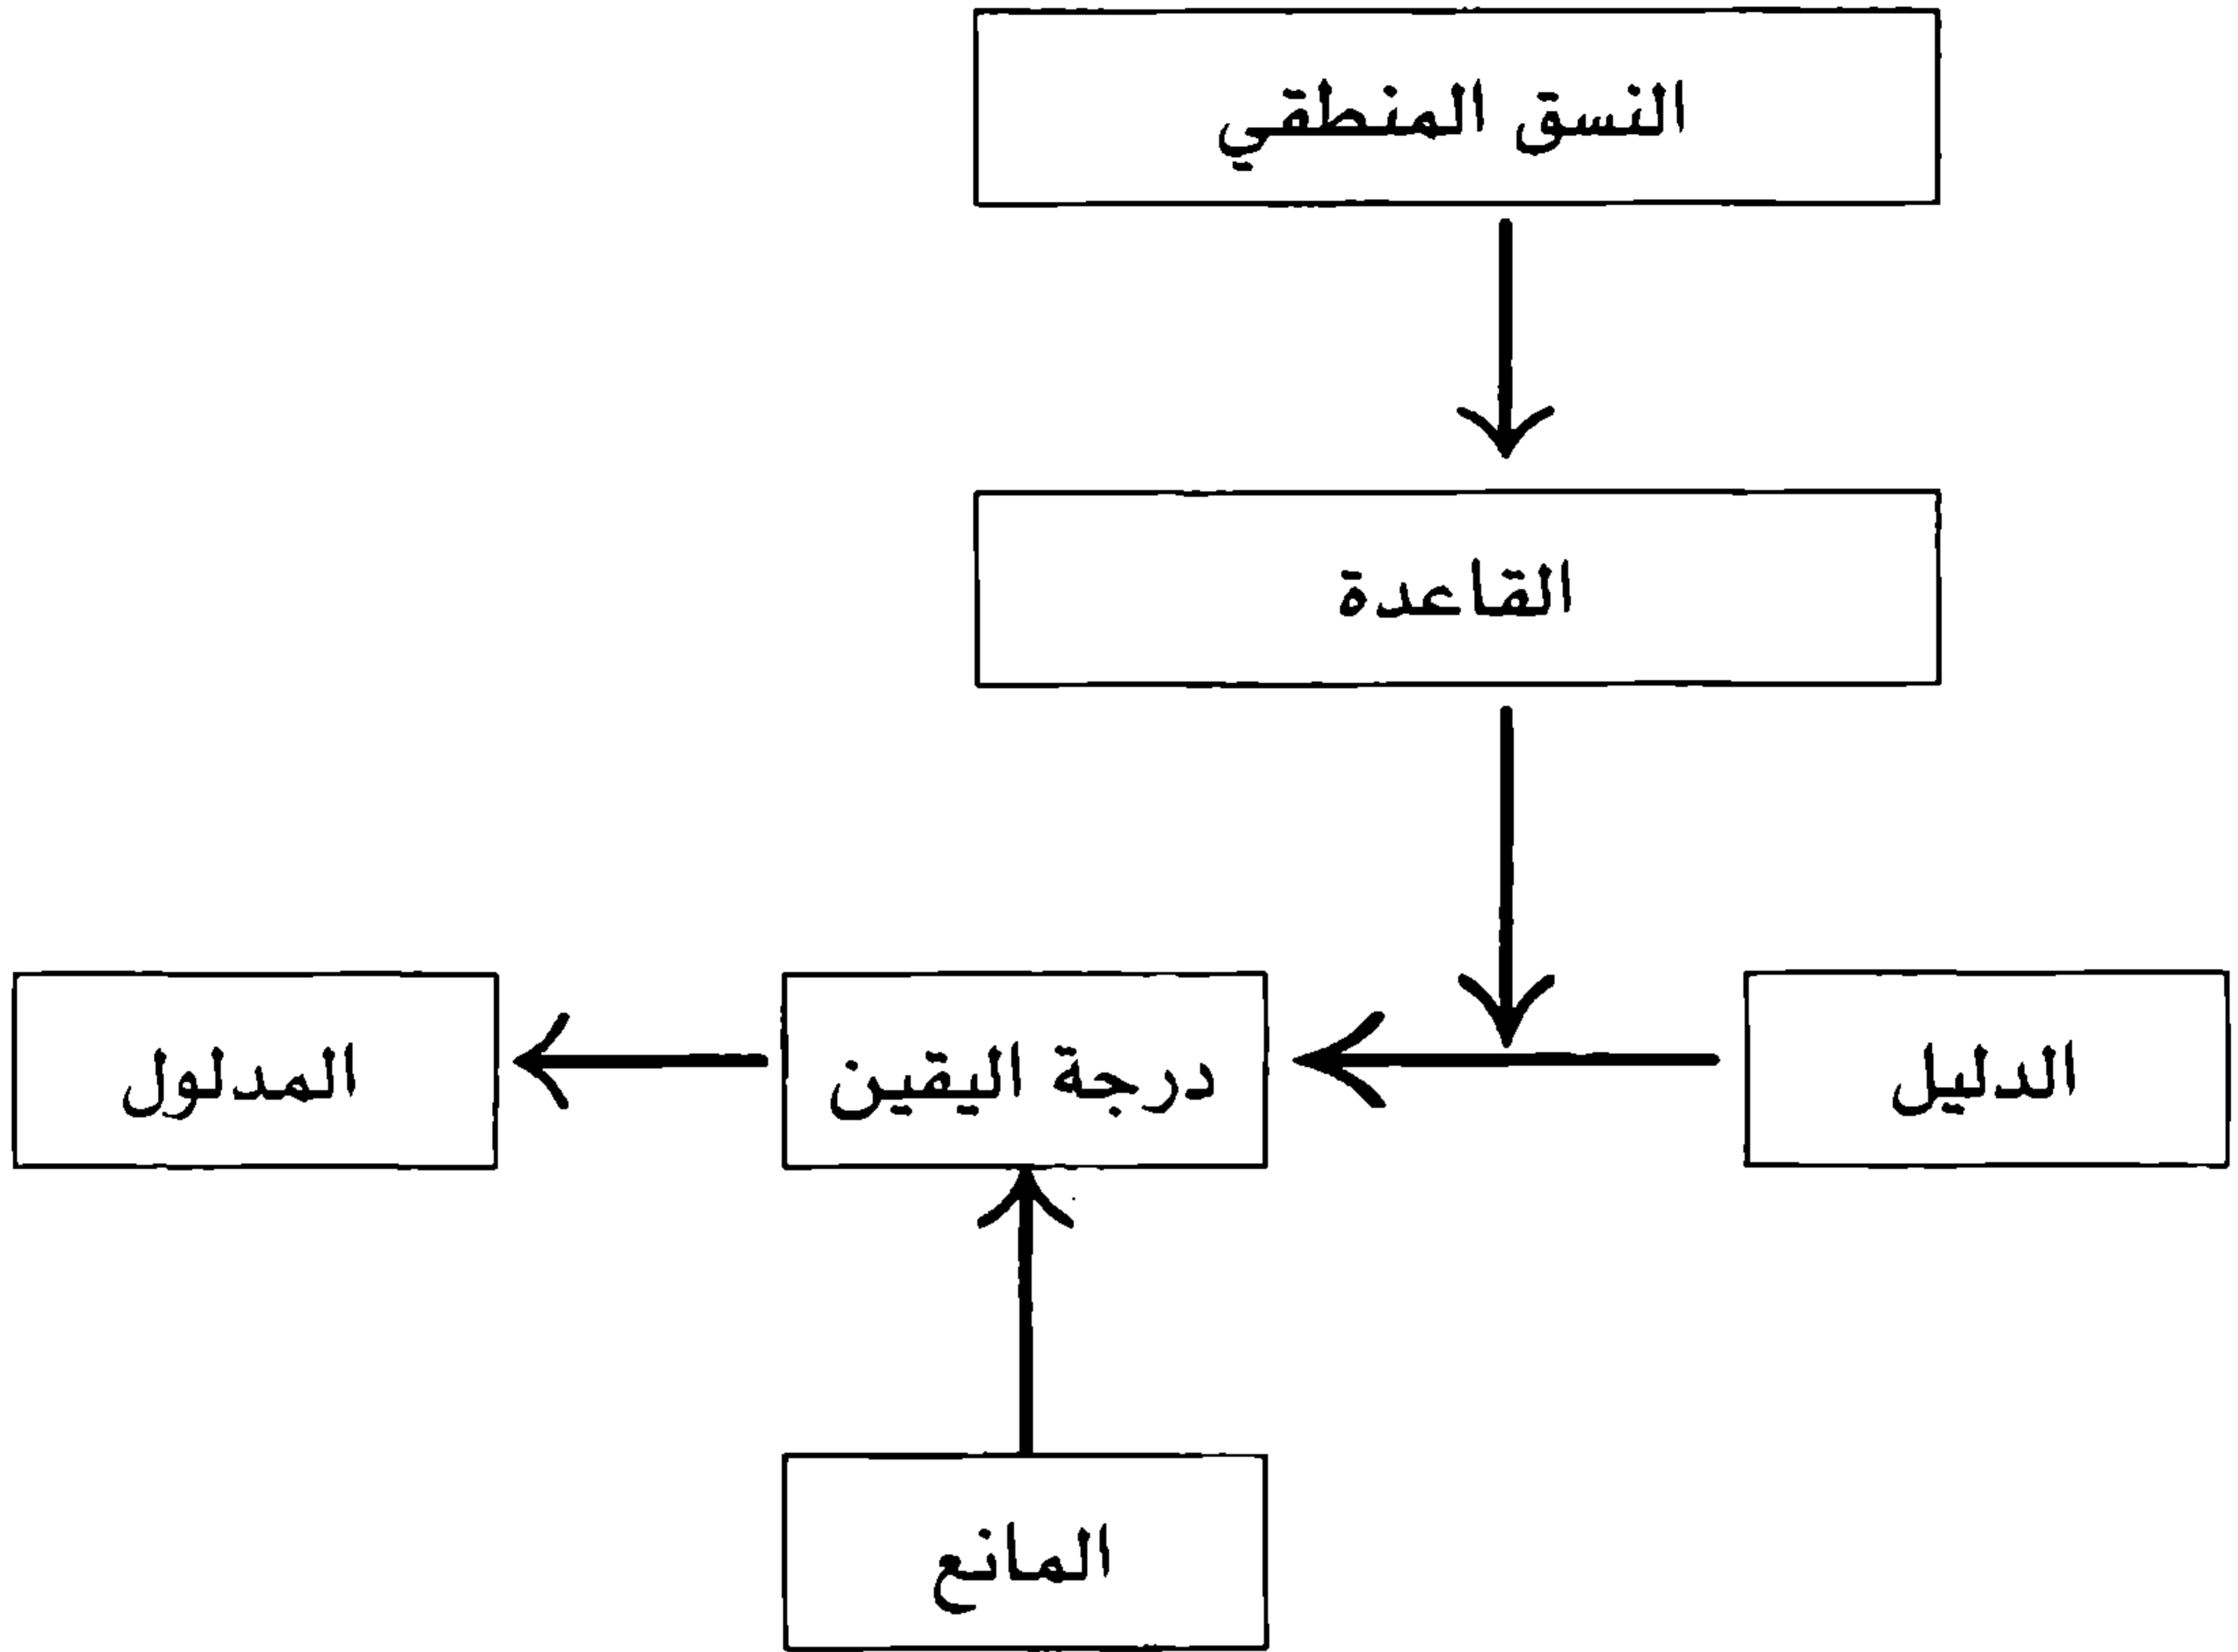 النسق المنطقي
القاعدة
الدليل
درجة اليقين
المدلول
المانع